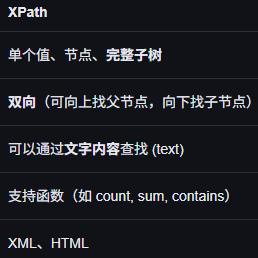 XPath
单个值、节点、完整子树
双向（可向上找父节点，向下找子节点）
可以通过文字内容查找 (text)
支持函数（如 count, sum, contains）
XML、HTML